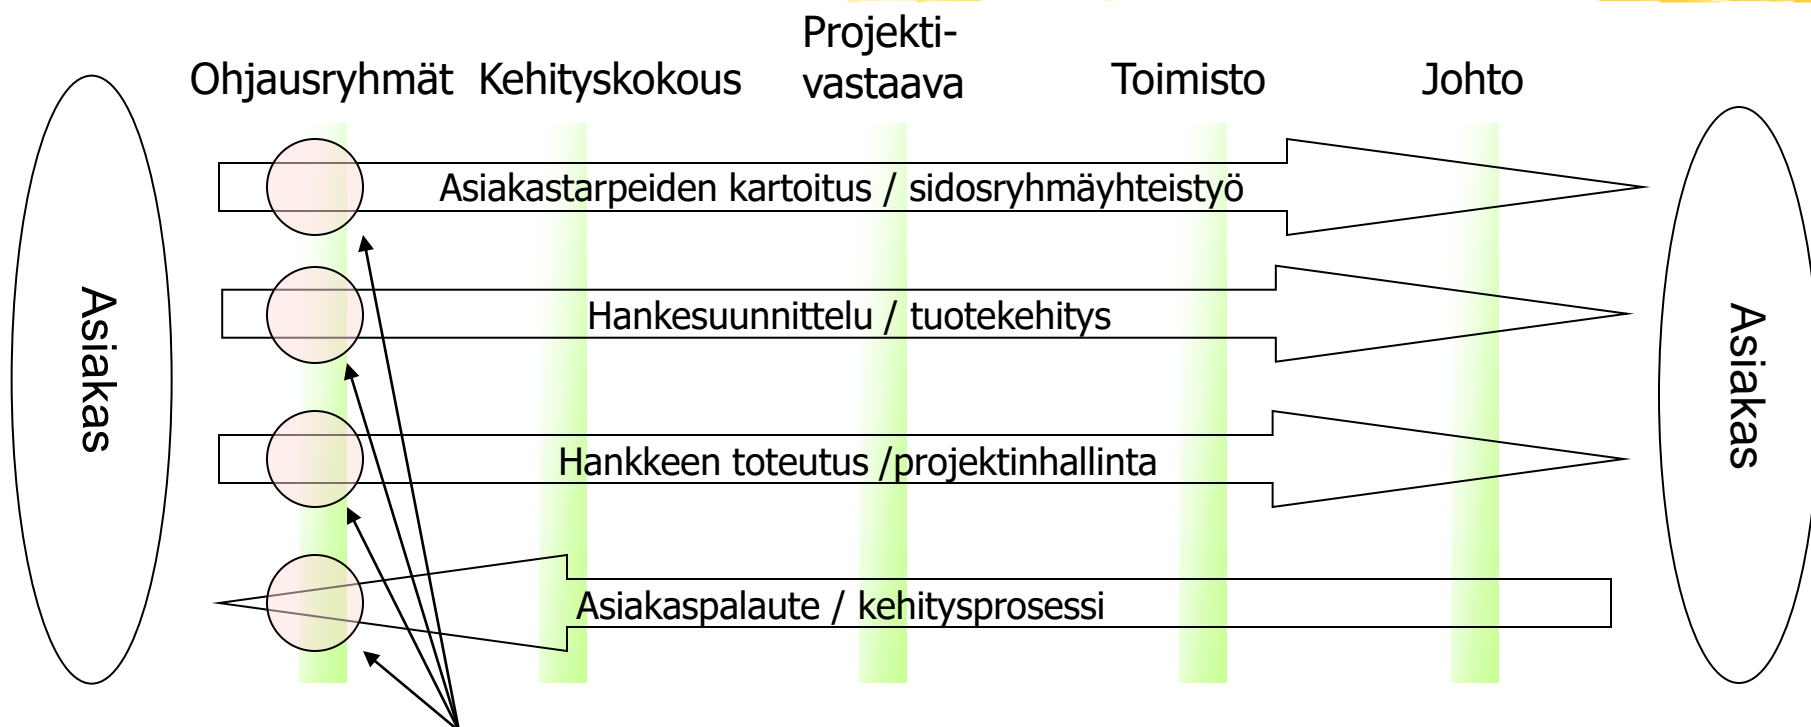 Projekti-
Ohjausryhmät Kehityskokous vastaava Toimisto Johto
Asiakastarpeiden kartoitus / sidosryhmäyhteistyö
Hankesuunnittelu / tuotekehitys
Asiakas
Asiakas
Hankkeen toteutus /projektinhallinta
Asiakaspalaute / kehitysprosessi